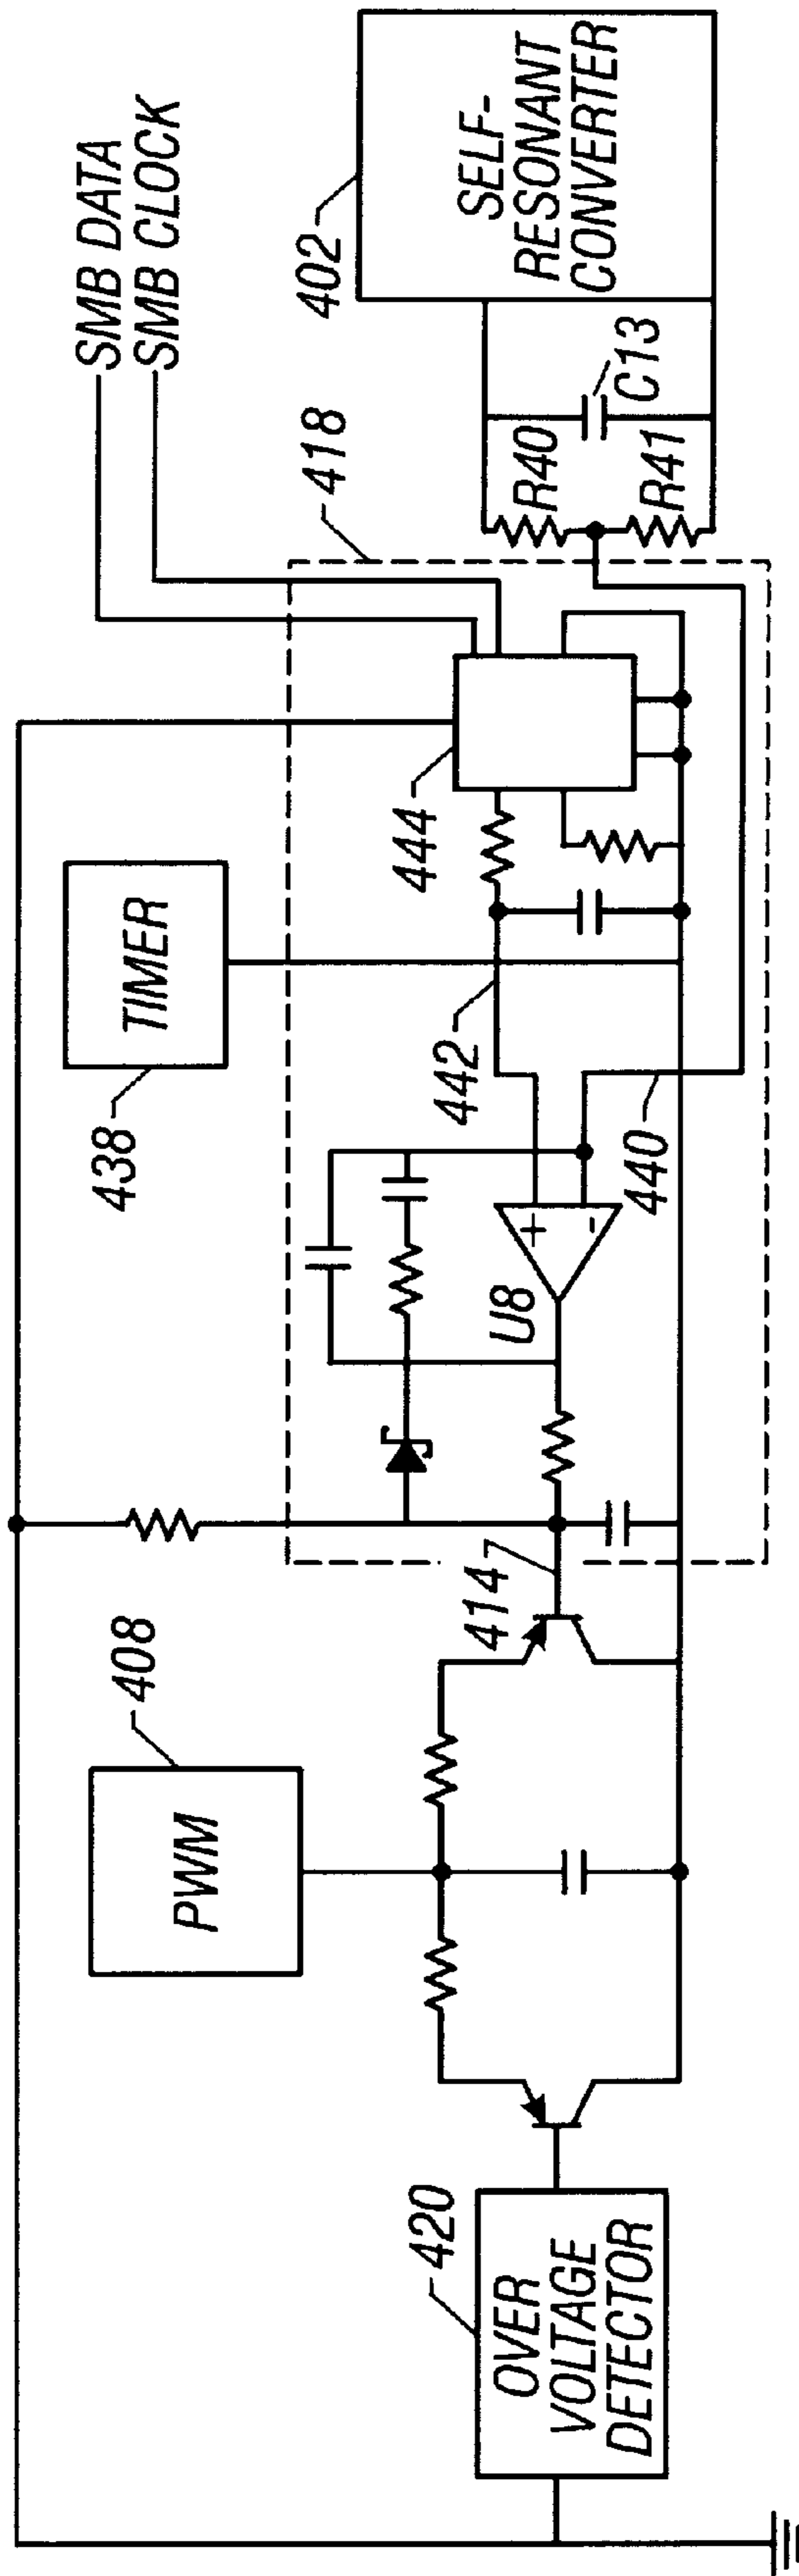 SMB DATA
SMB CLOCK
402
SELF-
RESONANT
CONVERTER
C13
R40
R41
418
444
TIMER
438
442
440
+
-
U8
414
408
PWM
420
OVER
VOLTAGE
DETECTOR